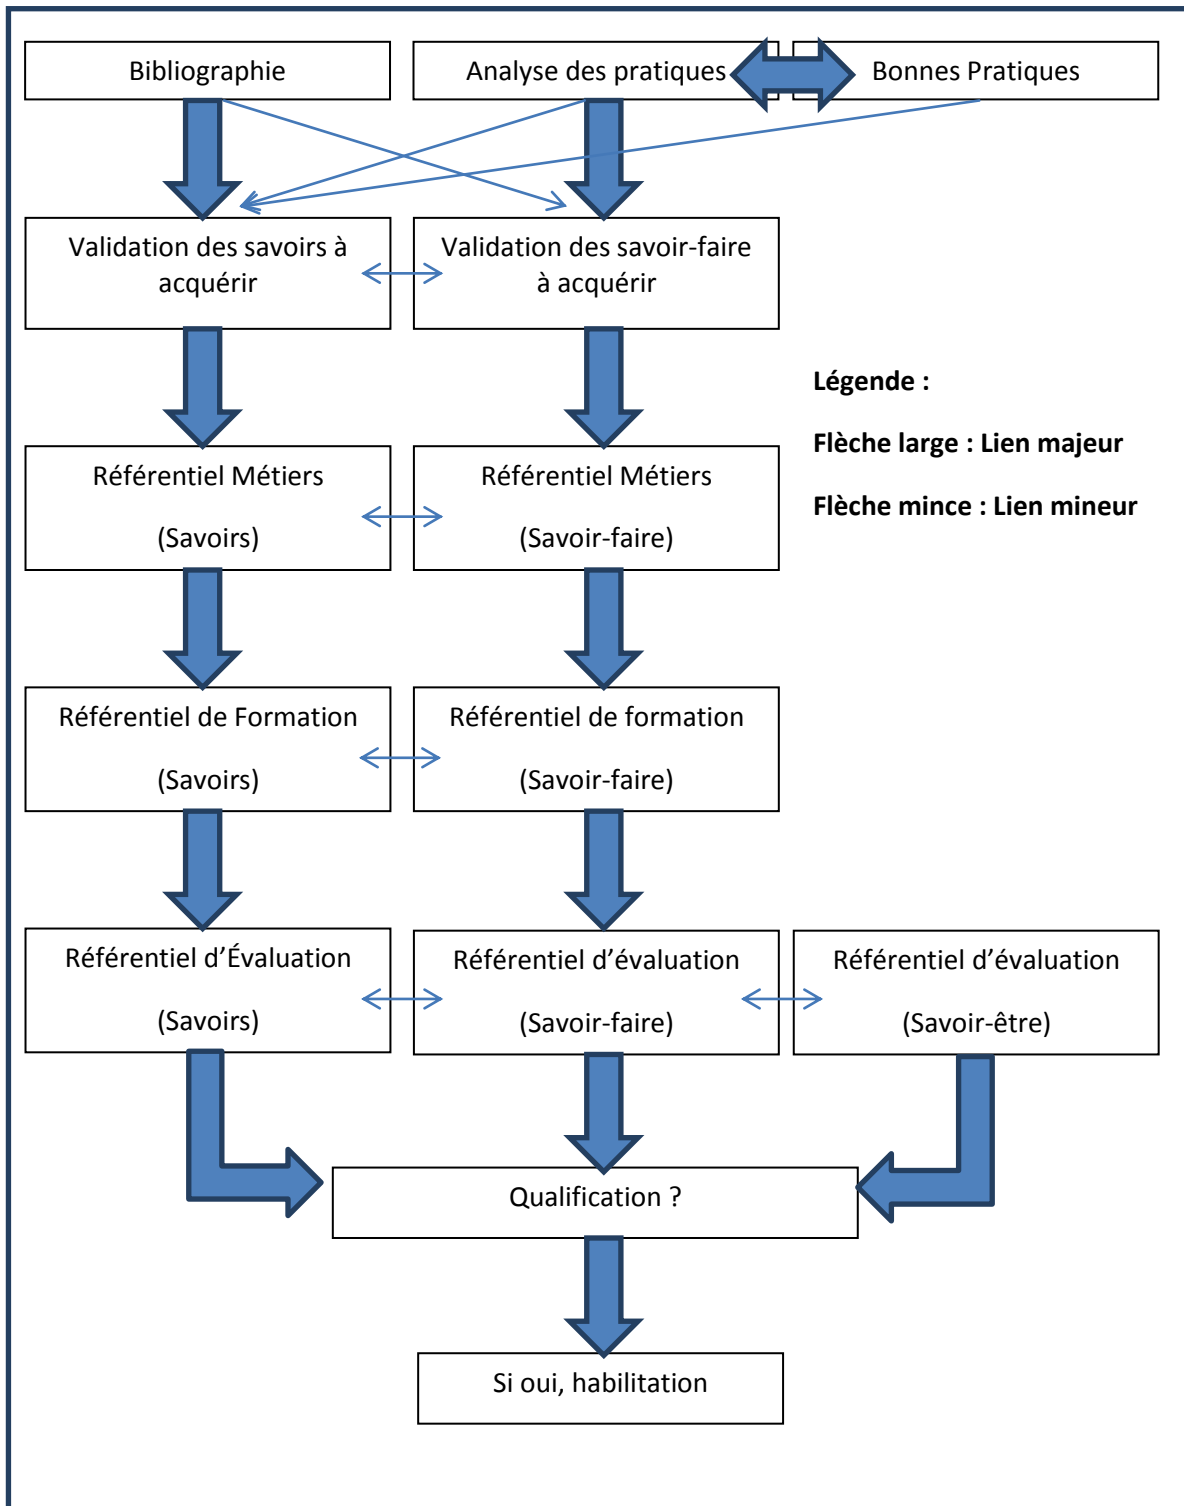 Bibliographie
Analyse des pratiques
Bonnes Pratiques
Validation des savoirs à
acquérir
Validation des savoir-faire
à acquérir
Légende :
Flèche large : Lien majeur
Flèche mince : Lien mineur
Référentiel Métiers
(Savoirs)
Référentiel Métiers
(Savoir-faire)
Référentiel de Formation
(Savoirs)
Référentiel de formation
(Savoir-faire)
Référentiel d’Évaluation
(Savoirs)
Référentiel d’évaluation
(Savoir-faire)
Référentiel d’évaluation
(Savoir-être)
Qualification ?
Si oui, habilitation